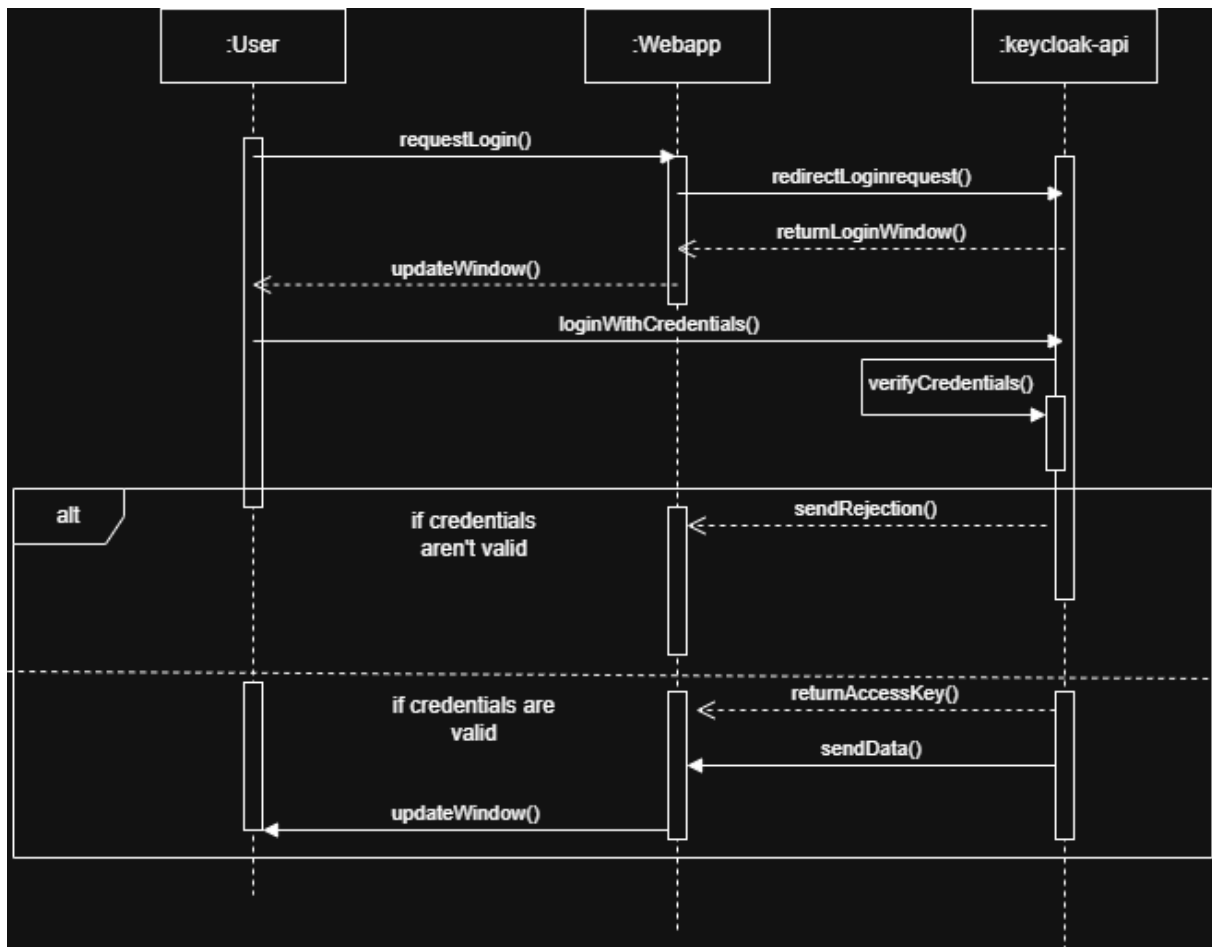 :User
:Webapp
:keycloak-api
requestLogin()
redirectLoginrequest()
returnLoginWindow()
updateWindow()
loginWithCredentials()
verifyCredentials()
alt
if credentials
aren't valid
sendRejection()
if credentials are
valid
returnAccessKey()
sendData()
updateWindow()